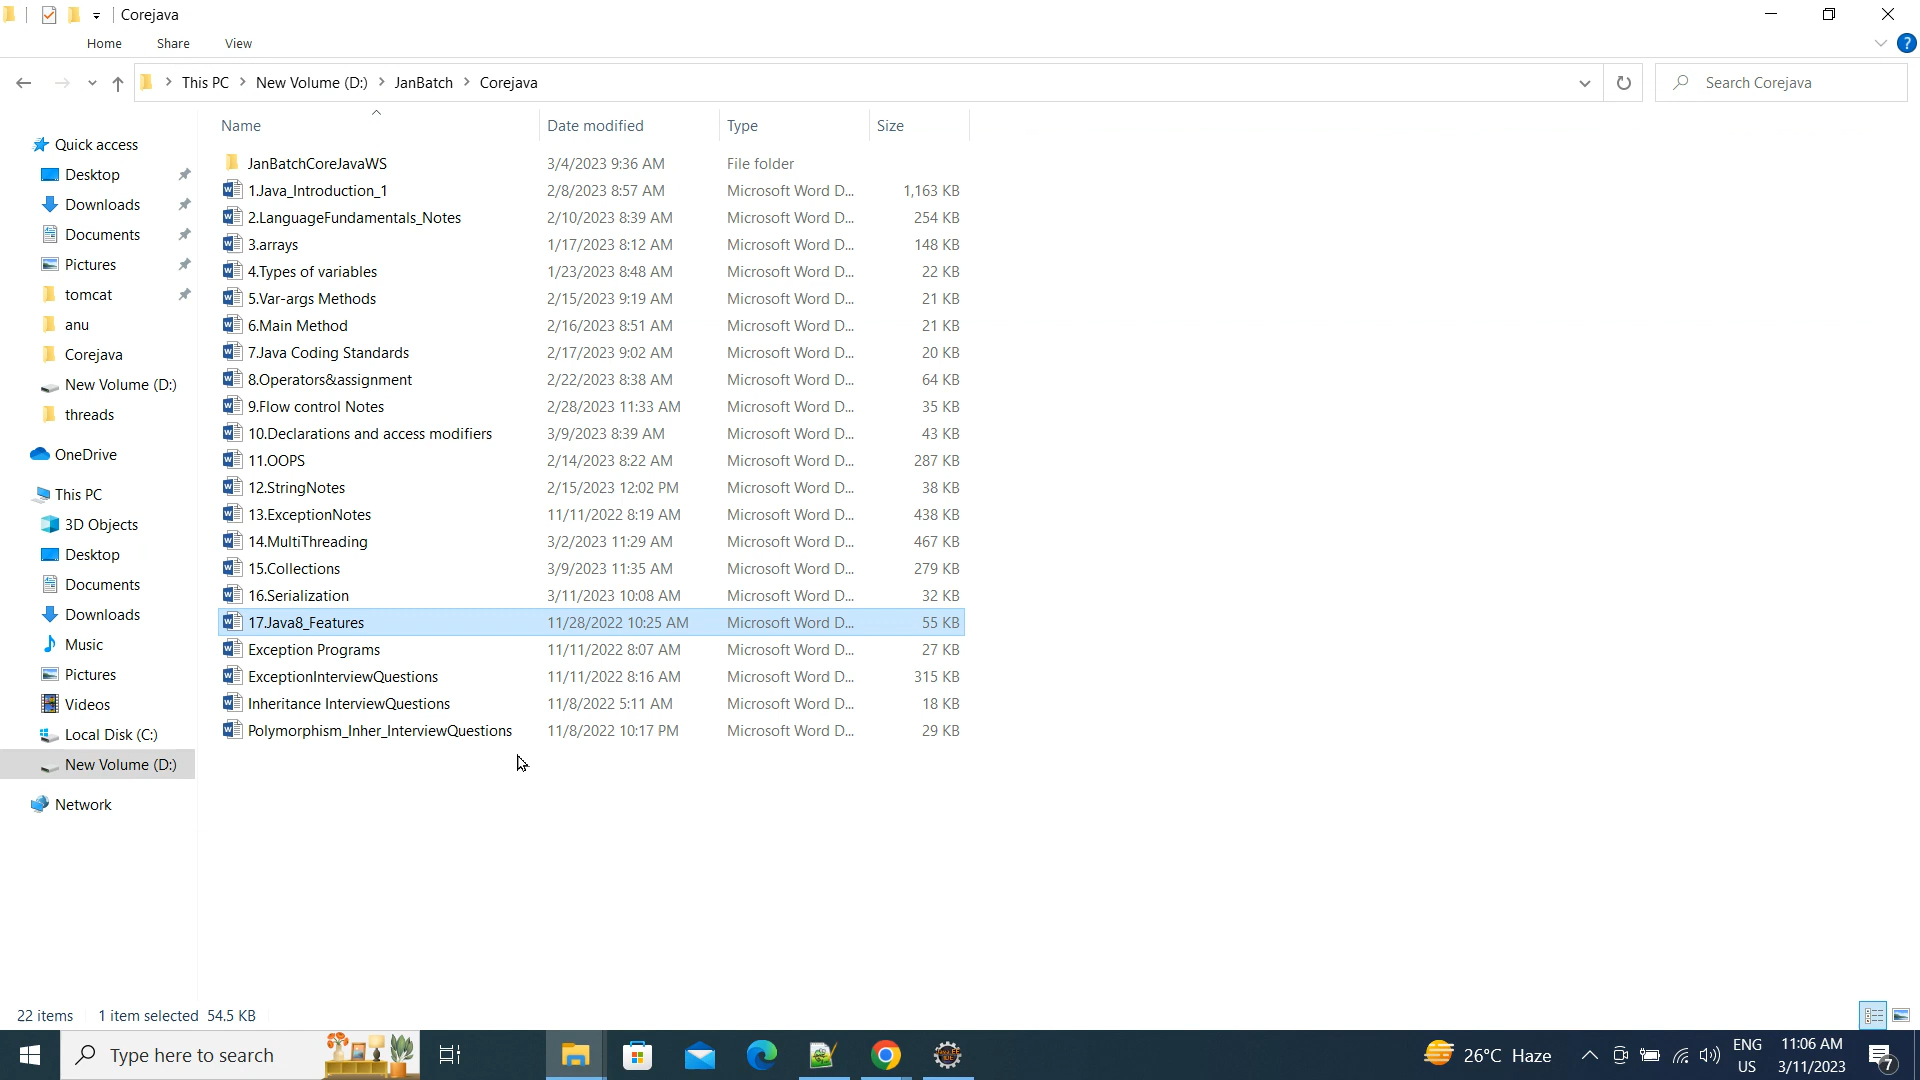 Corejava
Home Share View
This PC > New Volume (D:) > JanBatch > Corejava
Search Corejava
Name Date modified Type Size
Quick access
Desktop
Downloads
Documents
Pictures
tomcat
anu
Corejava
New Volume (D:)
threads
OneDrive
This PC
3D Objects
Desktop
Documents
Downloads
Music
Pictures
Videos
Local Disk (C:)
New Volume (D:)
Network
JanBatchCoreJavaWS 3/4/2023 9:36 AM File folder
1.Java_Introduction_1 2/8/2023 8:57 AM Microsoft Word D... 1,163 KB
2.LanguageFundamentals_Notes 2/10/2023 8:39 AM Microsoft Word D... 254 KB
3.arrays 1/17/2023 8:12 AM Microsoft Word D... 148 KB
4.Types of variables 1/23/2023 8:48 AM Microsoft Word D... 22 KB
5.Var-args Methods 2/15/2023 9:19 AM Microsoft Word D... 21 KB
6.Main Method 2/16/2023 8:51 AM Microsoft Word D... 21 KB
7.Java Coding Standards 2/17/2023 9:02 AM Microsoft Word D... 20 KB
8.Operators&assignment 2/22/2023 8:38 AM Microsoft Word D... 64 KB
9.Flow control Notes 2/28/2023 11:33 AM Microsoft Word D... 35 KB
10.Declarations and access modifiers 3/9/2023 8:39 AM Microsoft Word D... 43 KB
11.OOPS 2/14/2023 8:22 AM Microsoft Word D... 287 KB
12.StringNotes 2/15/2023 12:02 PM Microsoft Word D... 38 KB
13.ExceptionNotes 11/11/2022 8:19 AM Microsoft Word D... 438 KB
14.MultiThreading 3/2/2023 11:29 AM Microsoft Word D... 467 KB
15.Collections 3/9/2023 11:35 AM Microsoft Word D... 279 KB
16.Serialization 3/11/2023 10:08 AM Microsoft Word D... 32 KB
17.Java8_Features 11/28/2022 10:25 AM Microsoft Word D... 55 KB
Exception Programs 11/11/2022 8:07 AM Microsoft Word D... 27 KB
ExceptionInterviewQuestions 11/11/2022 8:16 AM Microsoft Word D... 315 KB
Inheritance InterviewQuestions 11/8/2022 5:11 AM Microsoft Word D... 18 KB
Polymorphism_Inher_InterviewQuestions 11/8/2022 10:17 PM Microsoft Word D... 29 KB
22 items 1 item selected 54.5 KB
Type here to search
26°C Haze
ENG
US
11:06 AM
3/11/2023
7